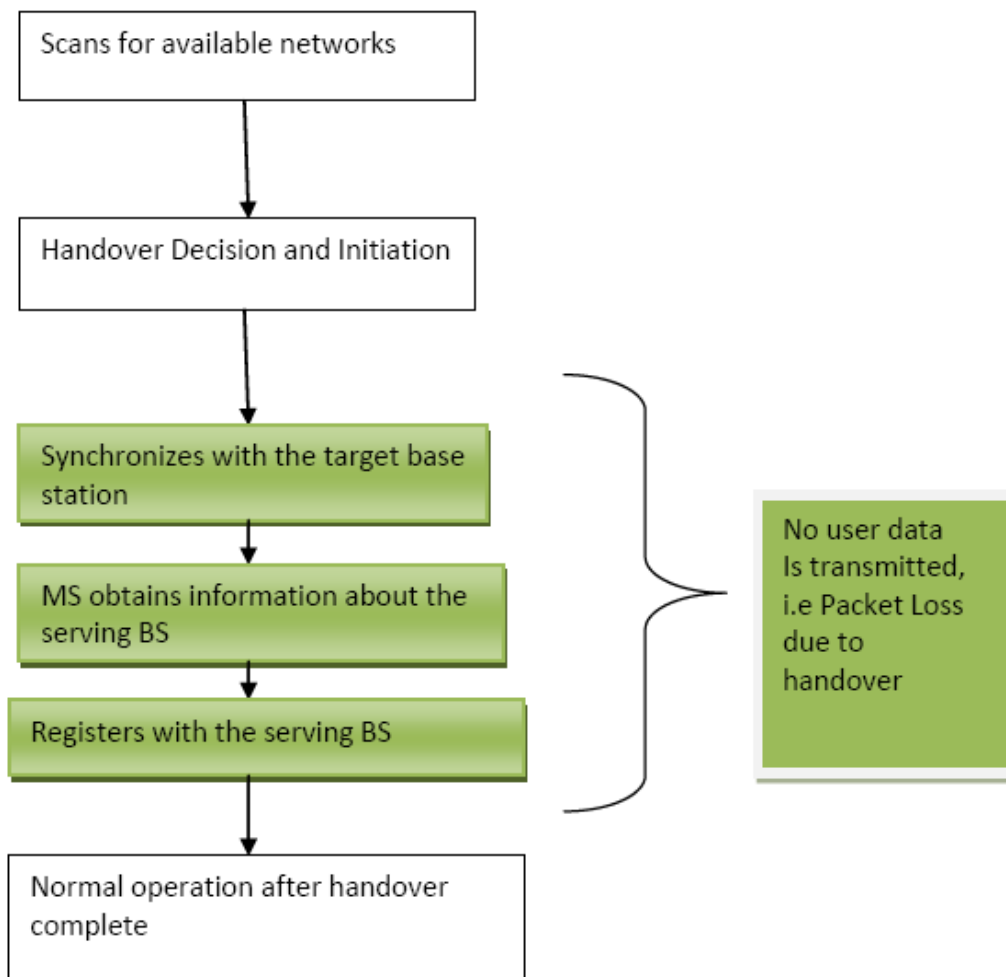 Scans for available networks
Handover Decision and Initiation
Synchronizes with the target base
station
MS obtains information about the
serving BS
Registers with the serving BS
Normal operation after handover
complete
No user data
Is transmitted,
i.e Packet Loss
due to
handover